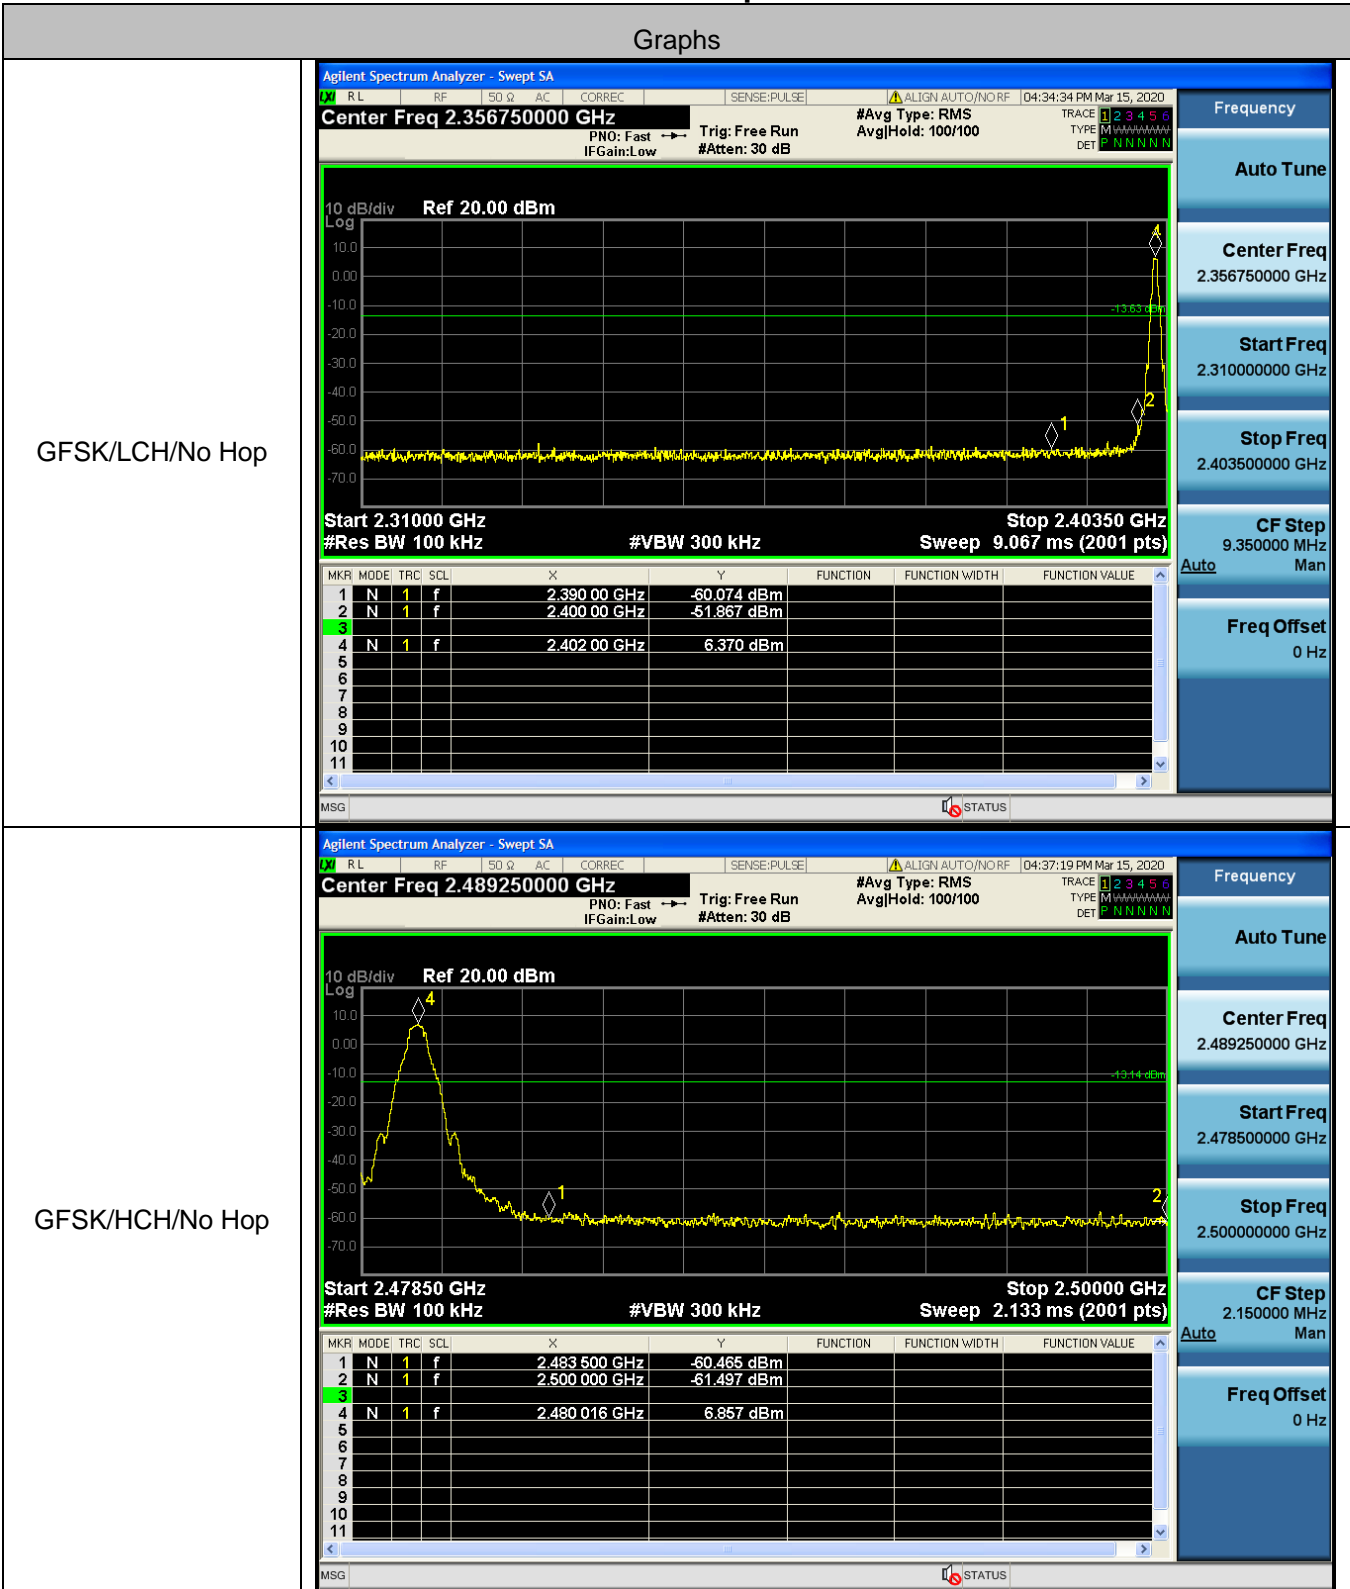 Graphs
GFSK/LCH/No Hop
Agilent Spectrum Analyzer - Swept SA
LXI RL RF 50 Ω AC CORREC SENSE:PULSE ALIGN AUTO/NO RF 04:34:34 PM Mar 15, 2020
Center Freq 2.356750000 GHz
PNO: Fast
IFGain:Low
Trig: Free Run
#Atten: 30 dB
#Avg Type: RMS
Avg|Hold: 100/100
TRACE 1 2 3 4 5 6
TYPE M
DET P N N N N N
10 dB/div Ref 20.00 dBm
Log
10.0
0.00
-10.0
-20.0
-30.0
-40.0
-50.0
-60.0
-70.0
-13.63 dBm
4
2
1
Start 2.31000 GHz Stop 2.40350 GHz
#Res BW 100 kHz #VBW 300 kHz Sweep 9.067 ms (2001 pts)
MKR MODE TRC SCL X Y FUNCTION FUNCTION WIDTH FUNCTION VALUE
1 N 1 f 2.390 00 GHz -60.074 dBm
2 N 1 f 2.400 00 GHz -51.867 dBm
3
4 N 1 f 2.402 00 GHz 6.370 dBm
5
6
7
8
9
10
11
MSG STATUS
Frequency
Auto Tune
Center Freq
2.356750000 GHz
Start Freq
2.310000000 GHz
Stop Freq
2.403500000 GHz
CF Step
9.350000 MHz
Auto Man
Freq Offset
0 Hz
GFSK/HCH/No Hop
Agilent Spectrum Analyzer - Swept SA
LXI RL RF 50 Ω AC CORREC SENSE:PULSE ALIGN AUTO/NO RF 04:37:19 PM Mar 15, 2020
Center Freq 2.489250000 GHz
PNO: Fast
IFGain:Low
Trig: Free Run
#Atten: 30 dB
#Avg Type: RMS
Avg|Hold: 100/100
TRACE 1 2 3 4 5 6
TYPE M
DET P N N N N N
10 dB/div Ref 20.00 dBm
Log
10.0
0.00
-10.0
-20.0
-30.0
-40.0
-50.0
-60.0
-70.0
4
-13.14 dBm
1
2
Start 2.47850 GHz Stop 2.50000 GHz
#Res BW 100 kHz #VBW 300 kHz Sweep 2.133 ms (2001 pts)
MKR MODE TRC SCL X Y FUNCTION FUNCTION WIDTH FUNCTION VALUE
1 N 1 f 2.483 500 GHz -60.465 dBm
2 N 1 f 2.500 000 GHz -61.497 dBm
3
4 N 1 f 2.480 016 GHz 6.857 dBm
5
6
7
8
9
10
11
MSG STATUS
Frequency
Auto Tune
Center Freq
2.489250000 GHz
Start Freq
2.478500000 GHz
Stop Freq
2.500000000 GHz
CF Step
2.150000 MHz
Auto Man
Freq Offset
0 Hz